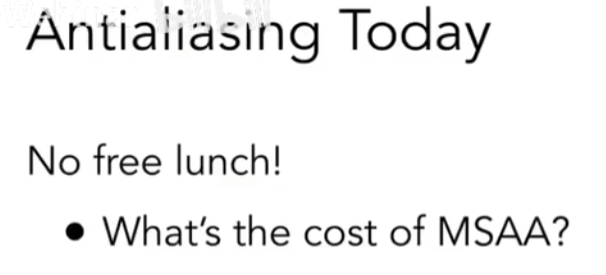 Antialiasing Today
No free lunch!
• What's the cost of MSAA?